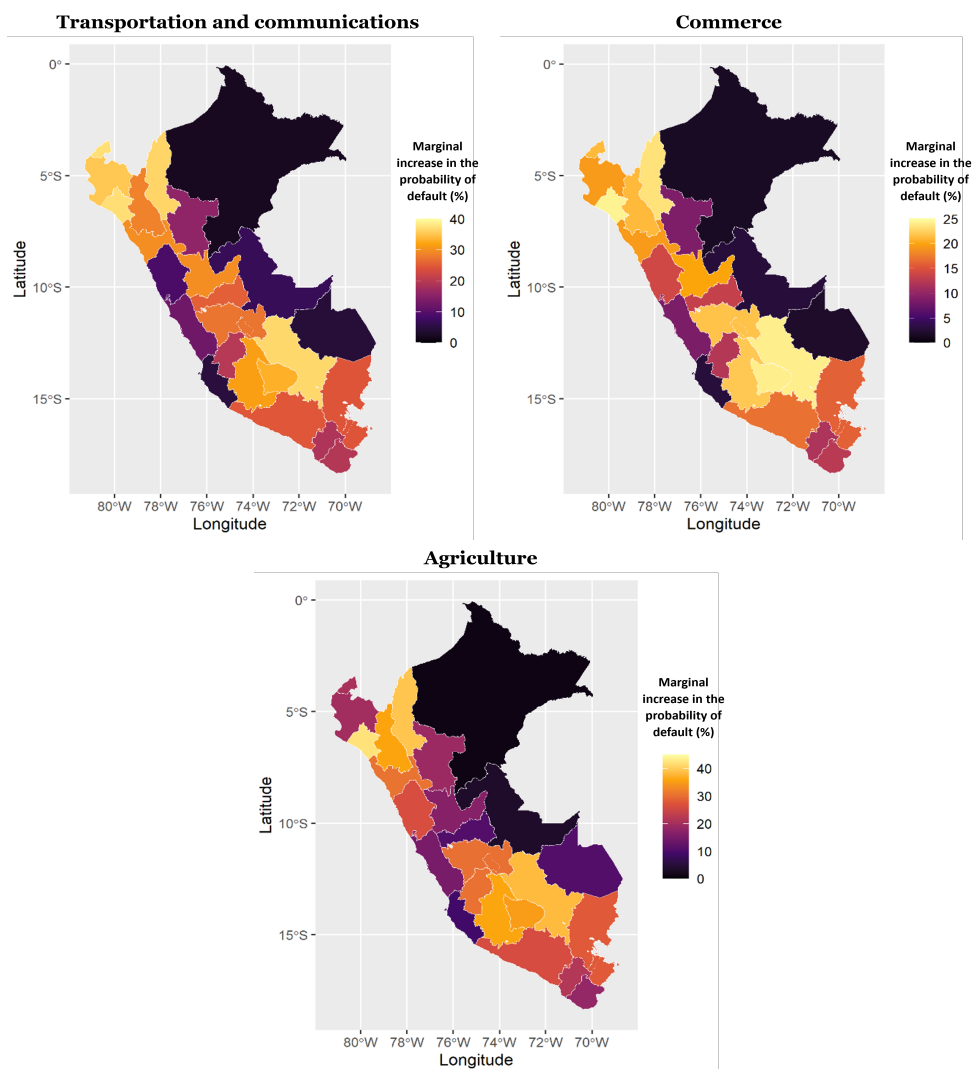 Transportation and communications
0°
5°S
10°S
15°S
Latitude
80°W 78°W 76°W 74°W 72°W 70°W
Longitude
Marginal
increase in the
probability of
default (%)
40
30
20
10
0
Commerce
0°
5°S
10°S
15°S
Latitude
80°W 78°W 76°W 74°W 72°W 70°W
Longitude
Marginal
increase in the
probability of
default (%)
25
20
15
10
5
0
Agriculture
0°
5°S
10°S
15°S
Latitude
80°W 78°W 76°W 74°W 72°W 70°W
Longitude
Marginal
increase in the
probability of
default (%)
40
30
20
10
0